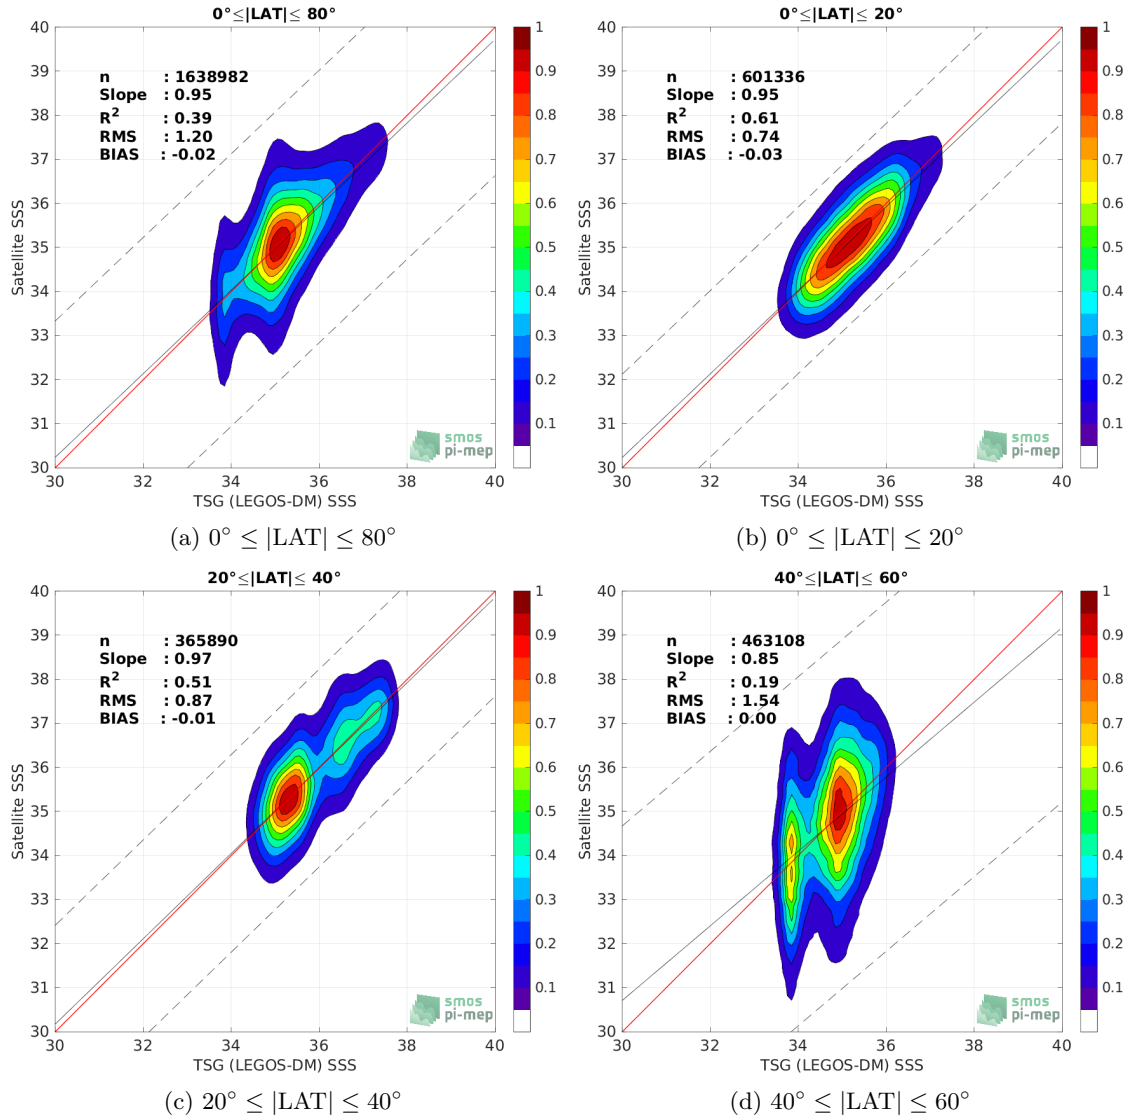 0°≤|LAT|≤ 80°
n : 1638982
Slope : 0.95
R² : 0.39
RMS : 1.20
BIAS : -0.02
Satellite SSS
40
39
38
37
36
35
34
33
32
31
30
30 32 34 36 38 40
TSG (LEGOS-DM) SSS
1
0.9
0.8
0.7
0.6
0.5
0.4
0.3
0.2
0.1
smos
pi-mep
(a) 0° ≤ |LAT| ≤ 80°
0°≤|LAT|≤ 20°
n : 601336
Slope : 0.95
R² : 0.61
RMS : 0.74
BIAS : -0.03
Satellite SSS
40
39
38
37
36
35
34
33
32
31
30
30 32 34 36 38 40
TSG (LEGOS-DM) SSS
1
0.9
0.8
0.7
0.6
0.5
0.4
0.3
0.2
0.1
smos
pi-mep
(b) 0° ≤ |LAT| ≤ 20°
20°≤|LAT|≤ 40°
n : 365890
Slope : 0.97
R² : 0.51
RMS : 0.87
BIAS : -0.01
Satellite SSS
40
39
38
37
36
35
34
33
32
31
30
30 32 34 36 38 40
TSG (LEGOS-DM) SSS
1
0.9
0.8
0.7
0.6
0.5
0.4
0.3
0.2
0.1
smos
pi-mep
(c) 20° ≤ |LAT| ≤ 40°
40°≤|LAT|≤ 60°
n : 463108
Slope : 0.85
R² : 0.19
RMS : 1.54
BIAS : 0.00
Satellite SSS
40
39
38
37
36
35
34
33
32
31
30
30 32 34 36 38 40
TSG (LEGOS-DM) SSS
1
0.9
0.8
0.7
0.6
0.5
0.4
0.3
0.2
0.1
smos
pi-mep
(d) 40° ≤ |LAT| ≤ 60°